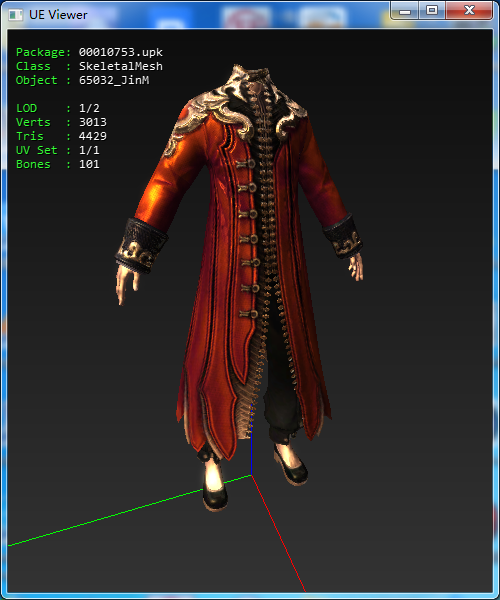 UE Viewer
Package: 00010753.upk
Class  : SkeletalMesh
Object : 65032_JinM
LOD    : 1/2
Verts  : 3013
Tris   : 4429
UV Set : 1/1
Bones  : 101